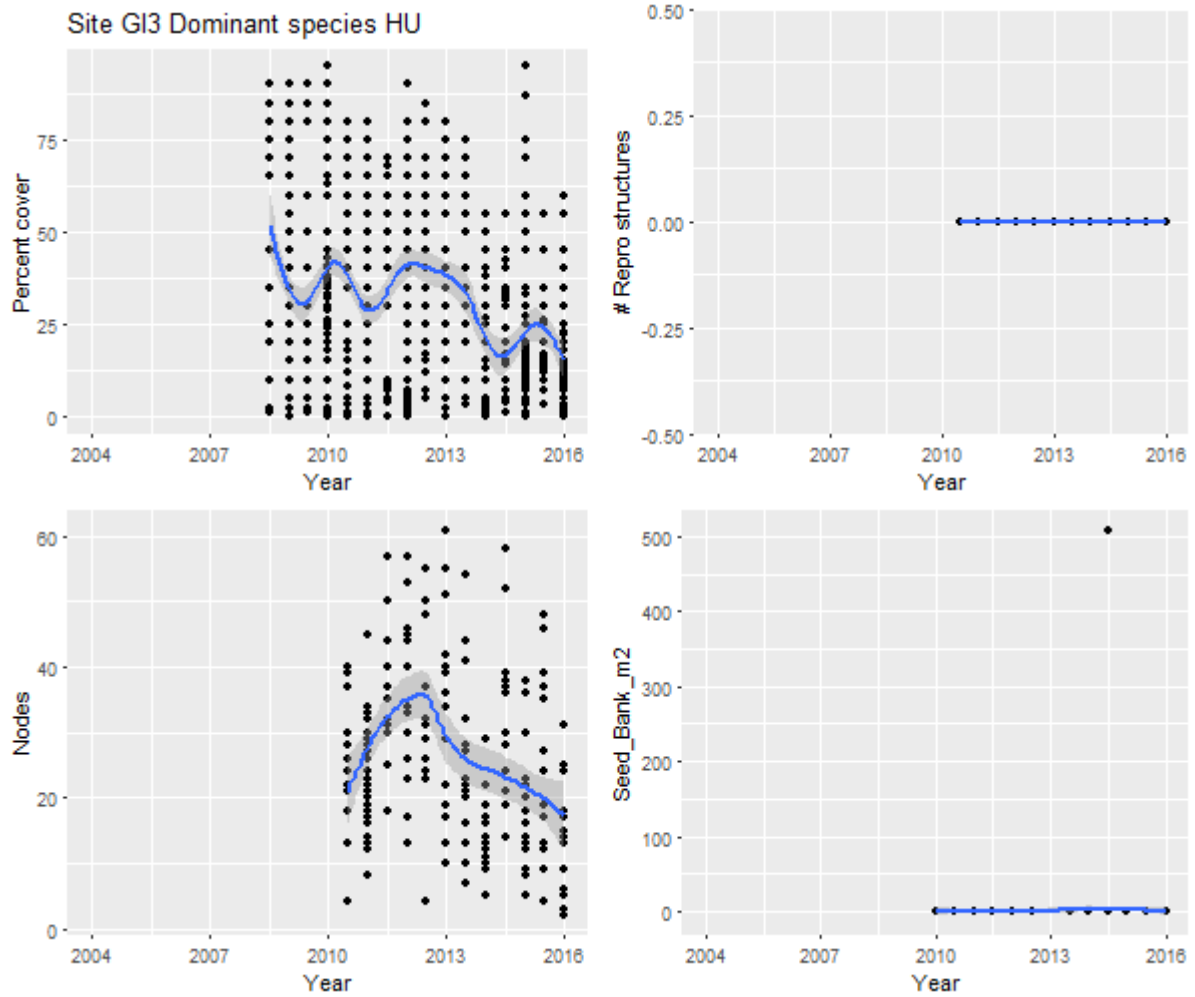 Site GI3 Dominant species HU
Percent cover
75
50
25
0
2004 2007 2010 2013 2016
Year
# Repro structures
0.50
0.25
0.00
-0.25
-0.50
2004 2007 2010 2013 2016
Year
Nodes
60
40
20
0
2004 2007 2010 2013 2016
Year
Seed_Bank_m2
500
400
300
200
100
0
2004 2007 2010 2013 2016
Year